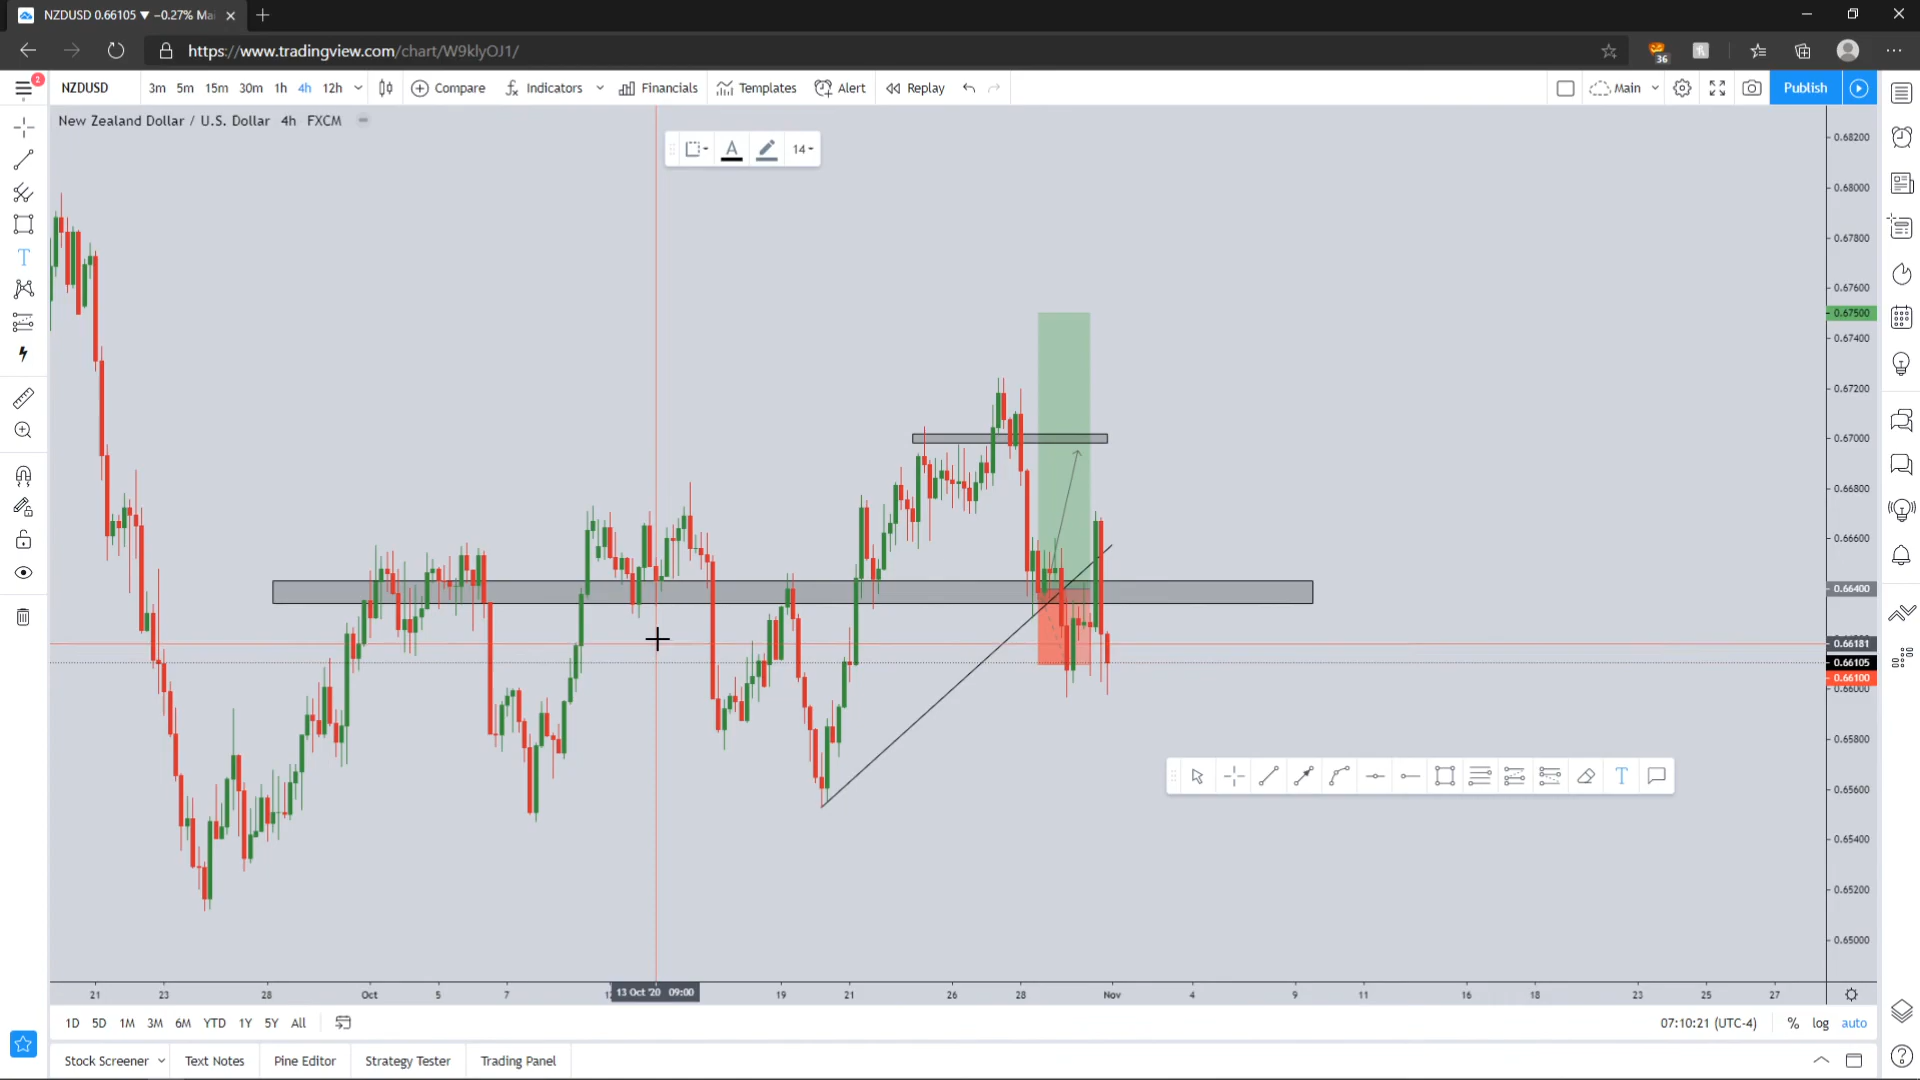 NZDUSD 0.66105 ▼ −0.27% Ma
https://www.tradingview.com/chart/W9klyOJ1/
36
2
NZDUSD 3m 5m 15m 30m 1h 4h 12h Compare Indicators Financials Templates Alert Replay Main Publish
New Zealand Dollar / U.S. Dollar 4h FXCM
A 14
0.68200
0.68000
0.67800
0.67600
0.67500
0.67400
0.67200
0.67000
0.66800
0.66600
0.66400
0.66181
0.66105
0.66100
0.66000
0.65800
0.65600
0.65400
0.65200
0.65000
T
21 23 28 Oct 5 7 13 Oct '20 09:00 19 21 26 28 Nov 4 9 11 16 18 23 25 27
1D 5D 1M 3M 6M YTD 1Y 5Y All 07:10:21 (UTC-4) % log auto
Stock Screener Text Notes Pine Editor Strategy Tester Trading Panel